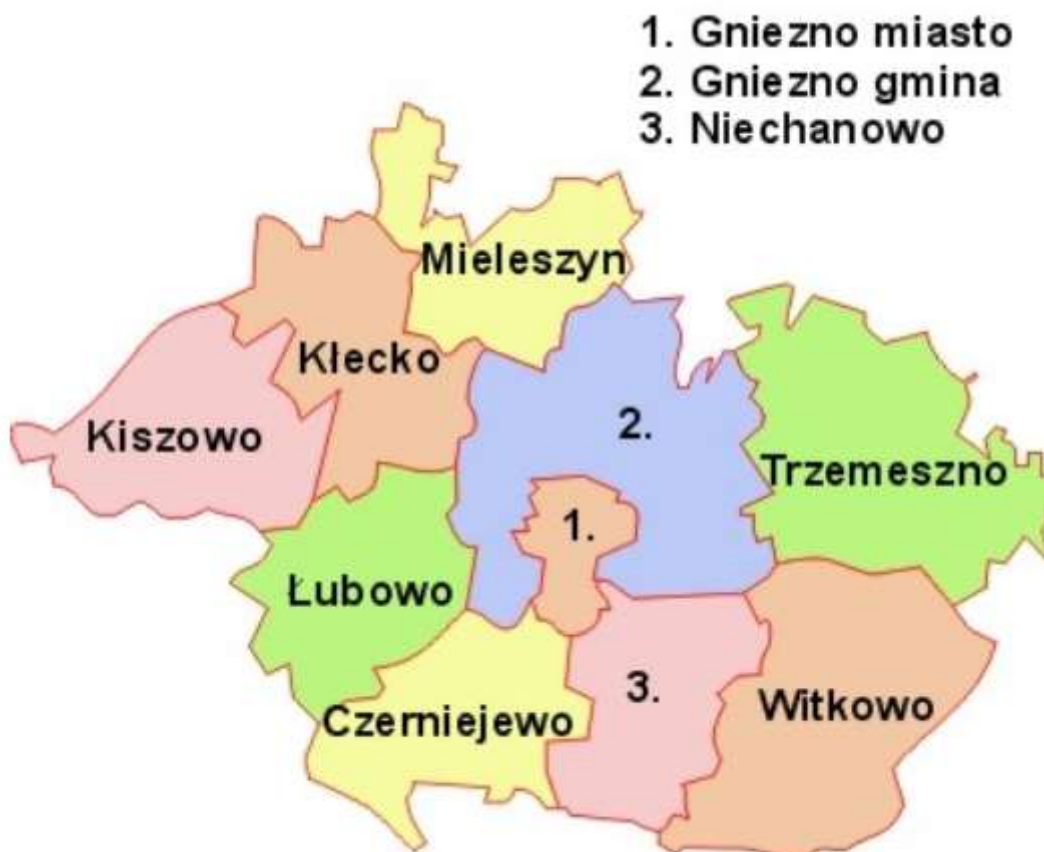 1. Gniezno miasto
2. Gniezno gmina
3. Niechanowo
Mieleszyn
Kłecko
Kiszowo
2.
Trzemeszno
1.
Łubowo
3.
Witkowo
Czerniejewo